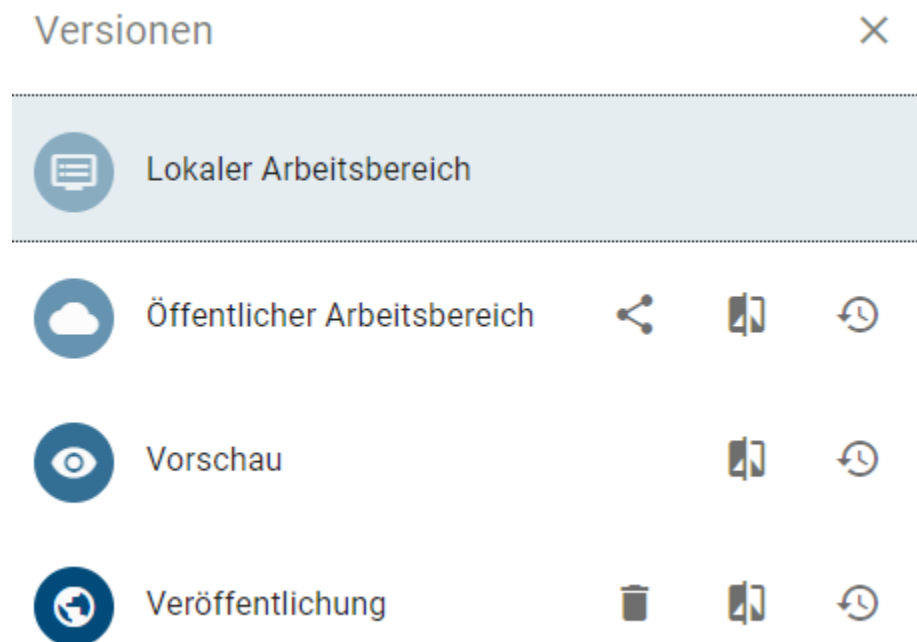 Versionen
Lokaler Arbeitsbereich
Öffentlicher Arbeitsbereich
Vorschau
Veröffentlichung